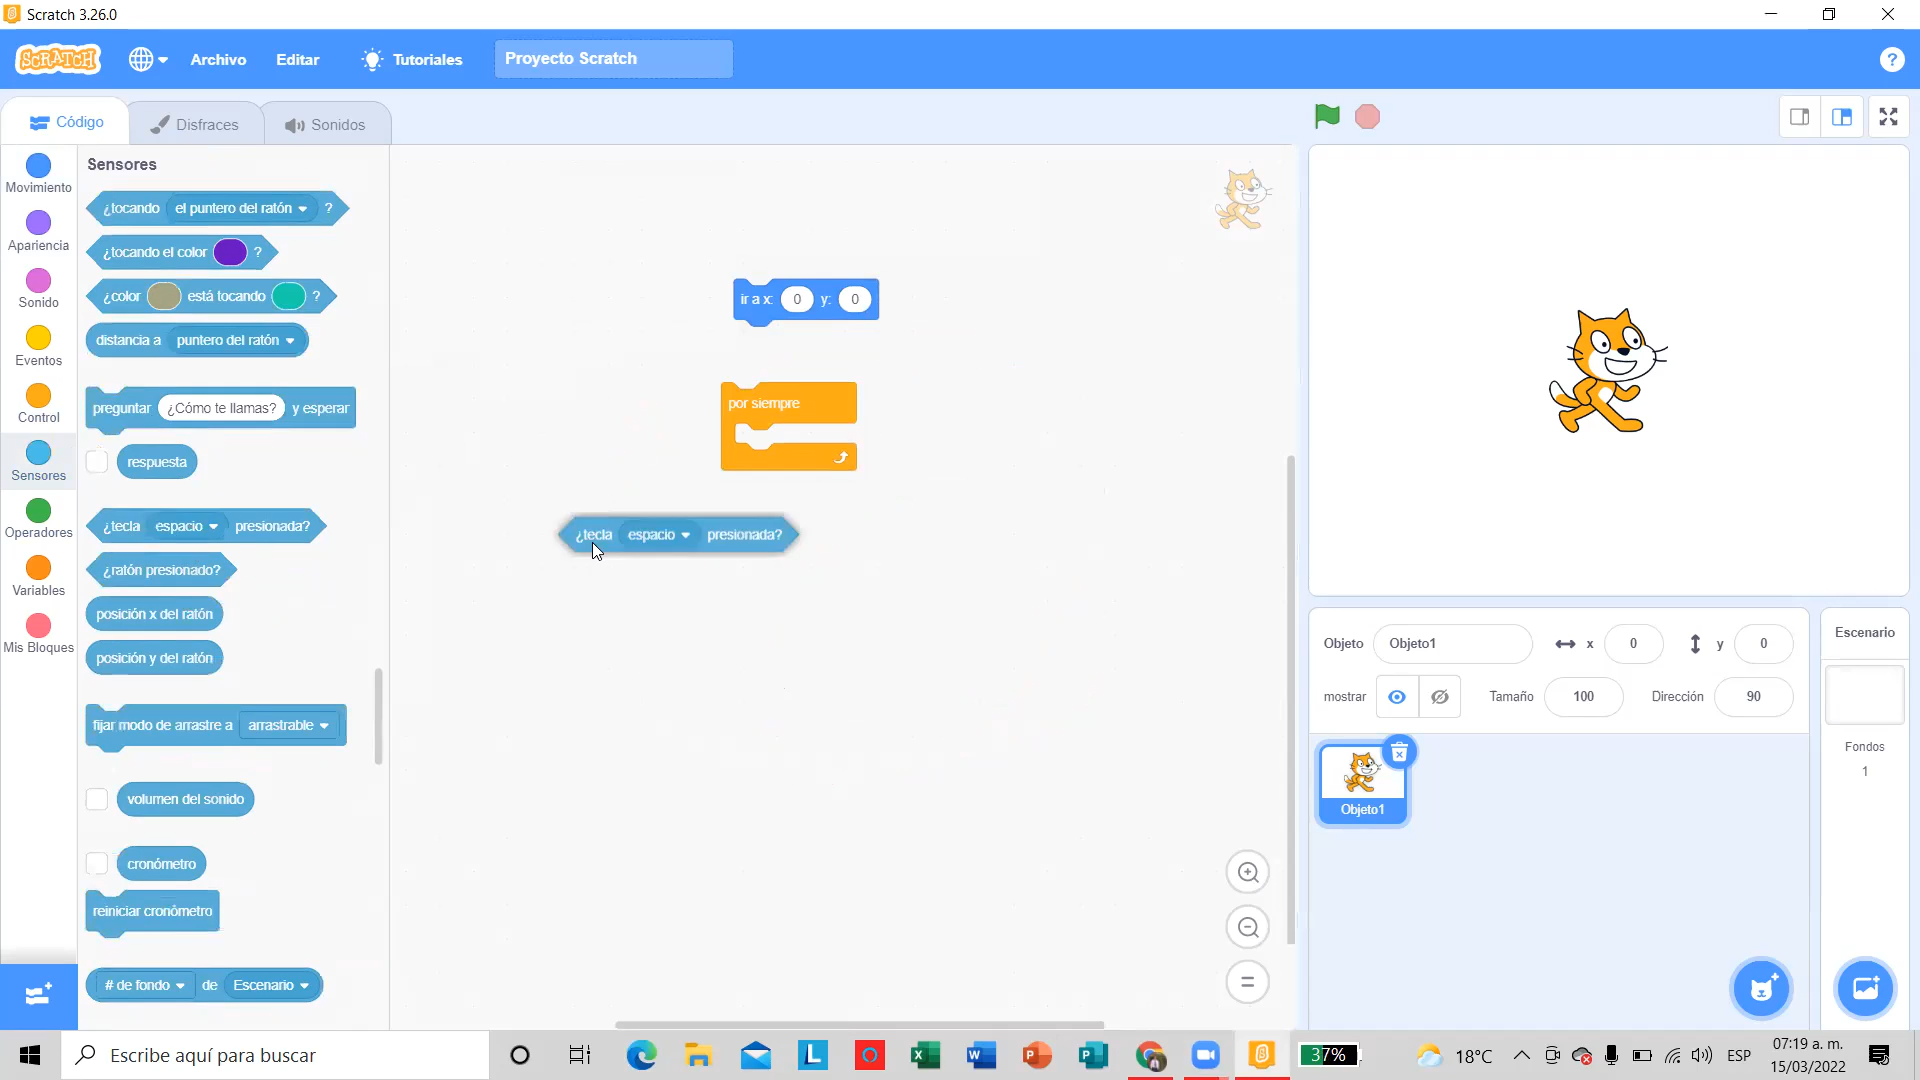 Scratch 3.26.0
SCRATCH
Archivo
Editar
Tutoriales
Proyecto Scratch
?
Código
Disfraces
Sonidos
Movimiento
Apariencia
Sonido
Eventos
Control
Sensores
Operadores
Variables
Mis Bloques
Sensores
¿tocando el puntero del ratón ?
¿tocando el color ?
¿color está tocando ?
distancia a puntero del ratón
preguntar ¿Cómo te llamas? y esperar
respuesta
¿tecla espacio presionada?
¿ratón presionado?
posición x del ratón
posición y del ratón
fijar modo de arrastre a arrastrable
volumen del sonido
cronómetro
reiniciar cronómetro
# de fondo de Escenario
ir a x: 0 y: 0
por siempre
¿tecla espacio presionada?
Objeto Objeto1 x 0 y 0
mostrar Tamaño 100 Dirección 90
Objeto1
Escenario
Fondos
1
Escribe aquí para buscar
37%
18°C
ESP
07:19 a. m.
15/03/2022